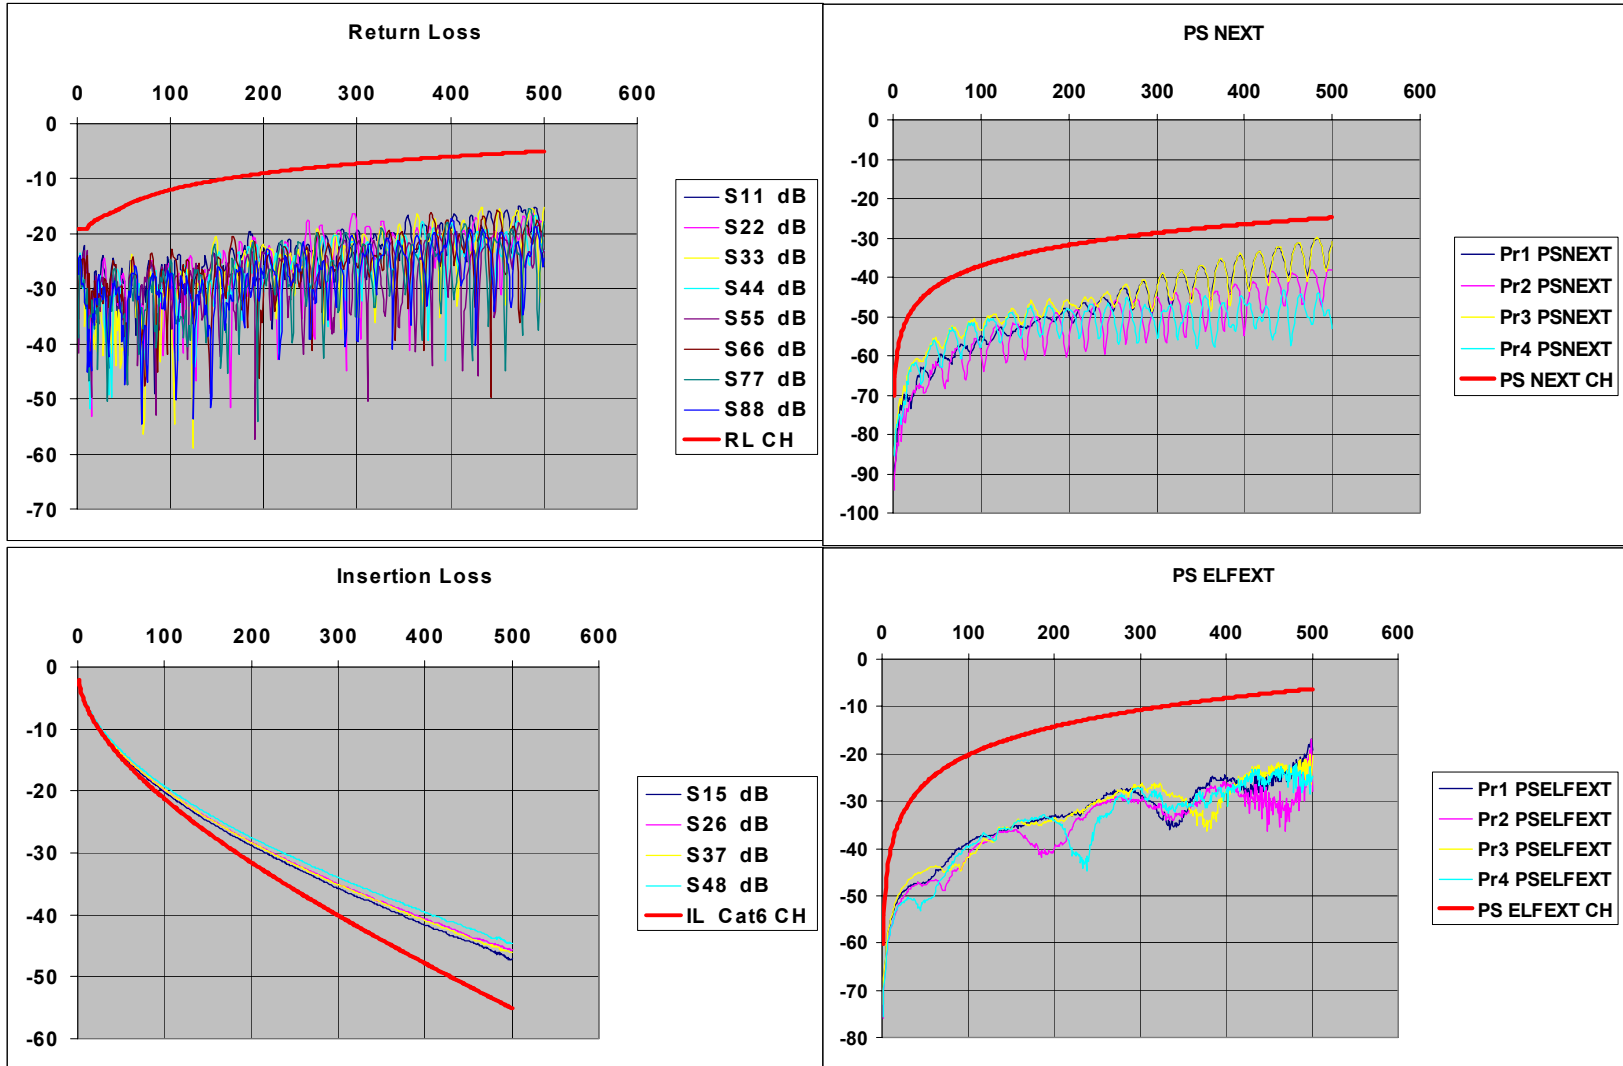 Return Loss
0 100 200 300 400 500 600
0
-10
-20
-30
-40
-50
-60
-70
S11 dB
S22 dB
S33 dB
S44 dB
S55 dB
S66 dB
S77 dB
S88 dB
RL CH
PS NEXT
0 100 200 300 400 500 600
0
-10
-20
-30
-40
-50
-60
-70
-80
-90
-100
Pr1 PSNEXT
Pr2 PSNEXT
Pr3 PSNEXT
Pr4 PSNEXT
PS NEXT CH
Insertion Loss
0 100 200 300 400 500 600
0
-10
-20
-30
-40
-50
-60
S15 dB
S26 dB
S37 dB
S48 dB
IL Cat6 CH
PS ELFEXT
0 100 200 300 400 500 600
0
-10
-20
-30
-40
-50
-60
-70
-80
Pr1 PSELFEXT
Pr2 PSELFEXT
Pr3 PSELFEXT
Pr4 PSELFEXT
PS ELFEXT CH